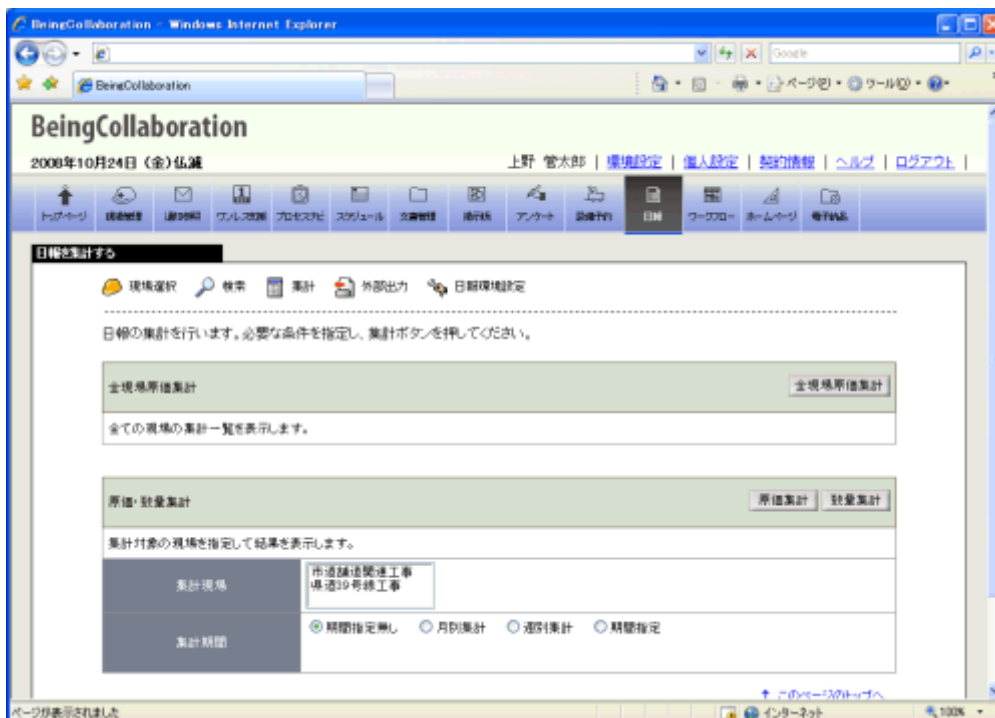 BeingCollaboration - Windows Internet Explorer
Google
BeingCollaboration
ページ(P)
ツール(O)
BeingCollaboration
2008年10月24日 (金)仏滅
上野 管太郎 | 環境設定 | 個人設定 | 契約情報 | ヘルプ | ログアウト |
トップページ 現場管理 プロセスナビ スケジュール 文書管理 掲示板 アンケート 設備予約 日報 ワークフロー ホームページ 電子納品
日報を集計する
現場選択 検索 集計 外部出力 日報環境設定
日報の集計を行います。必要な条件を指定し、集計ボタンを押してください。
全現場原価集計 全現場原価集計
全ての現場の集計一覧を表示します。
原価・数量集計 原価集計 数量集計
集計対象の現場を指定して結果を表示します。
集計現場
市道舗道関連工事
県道39号線工事
集計期間
期間指定無し 月別集計 週別集計 期間指定
↑ このページのトップへ
ページが表示されました インターネット 100%